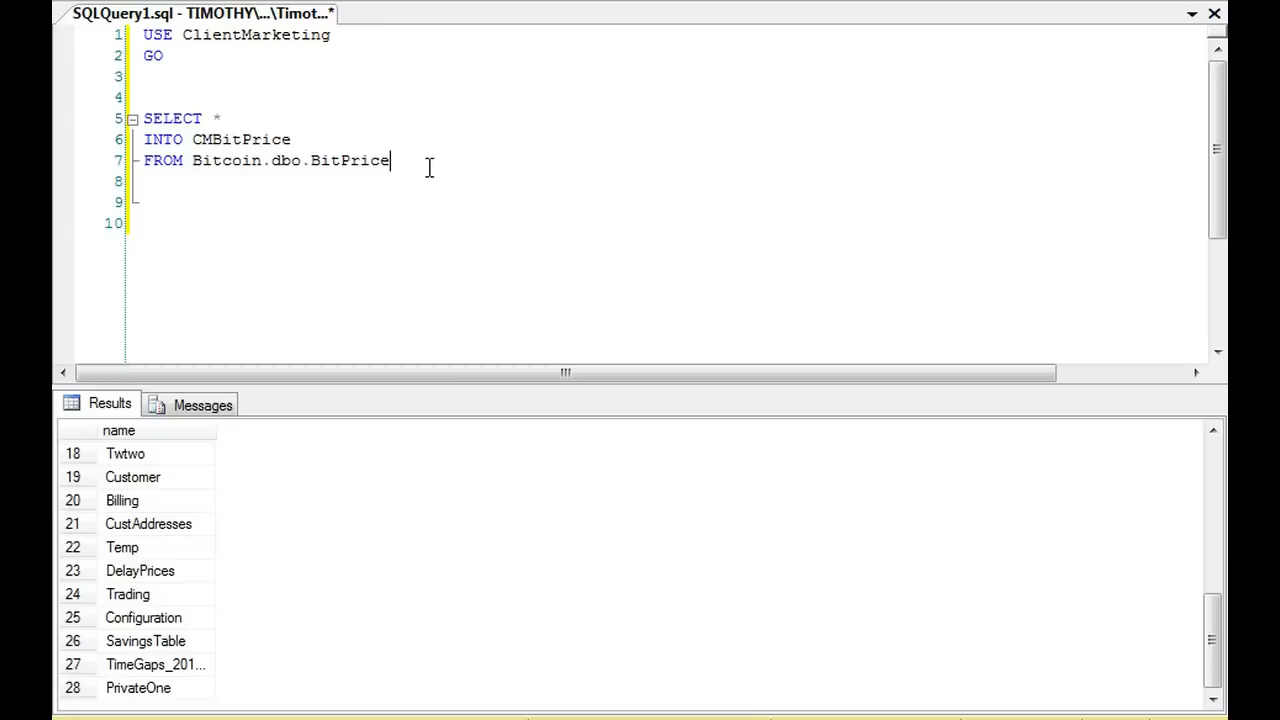 SQLQuery1.sql - TIMOTHY\...\Timot...*
1 USE ClientMarketing
2 GO
3
4
5 SELECT *
6 INTO CMBitPrice
7 FROM Bitcoin.dbo.BitPrice
8
9
10
Results Messages
name
18 Twtwo
19 Customer
20 Billing
21 CustAddresses
22 Temp
23 DelayPrices
24 Trading
25 Configuration
26 SavingsTable
27 TimeGaps_201...
28 PrivateOne